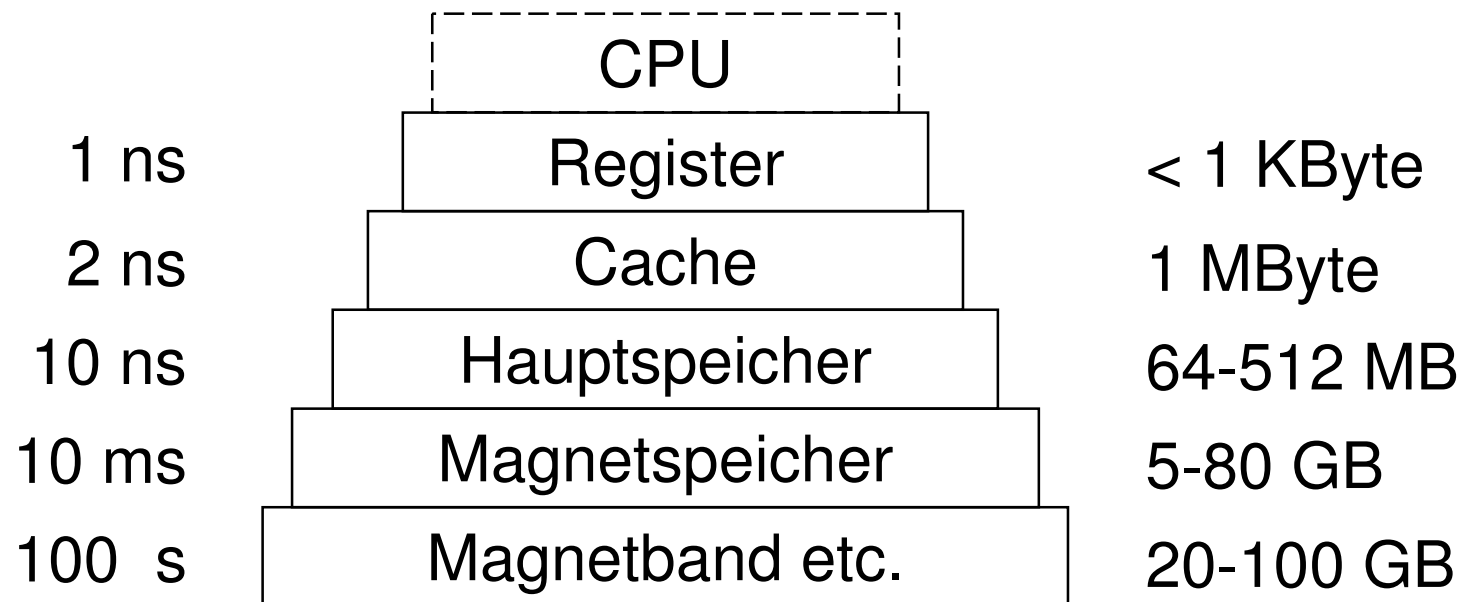 CPU
1 ns Register < 1 KByte
2 ns Cache 1 MByte
10 ns Hauptspeicher 64-512 MB
10 ms Magnetspeicher 5-80 GB
100 s Magnetband etc. 20-100 GB